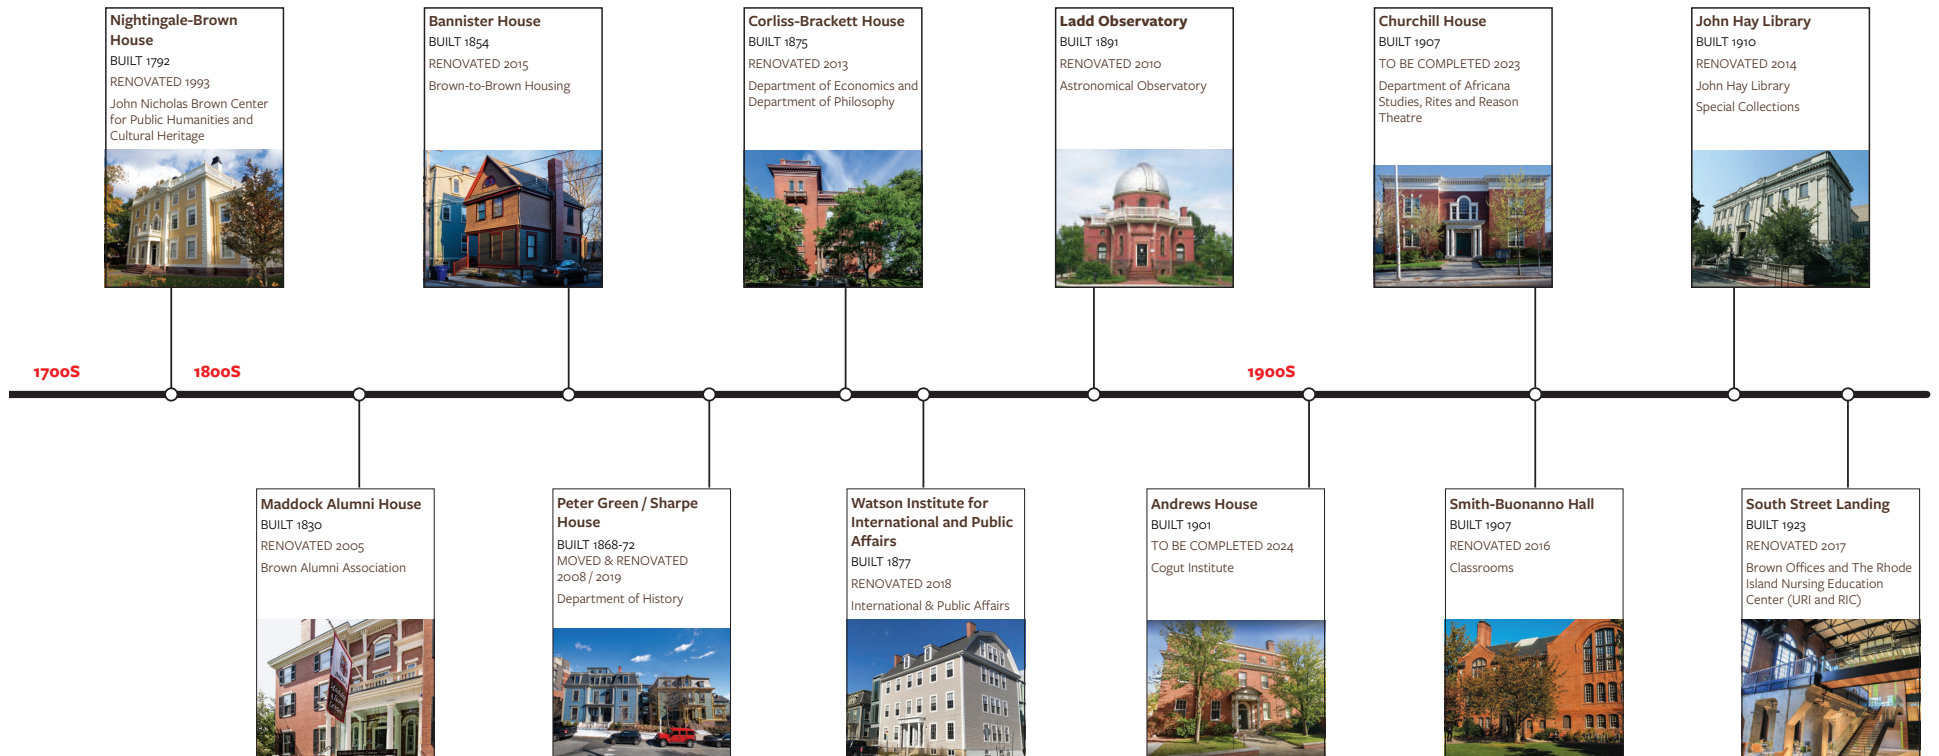 Nightingale-Brown
House
BUILT 1792
RENOVATED 1993
John Nicholas Brown Center
for Public Humanities and
Cultural Heritage
Bannister House
BUILT 1854
RENOVATED 2015
Brown-to-Brown Housing
Corliss-Brackett House
BUILT 1875
RENOVATED 2013
Department of Economics and
Department of Philosophy
Ladd Observatory
BUILT 1891
RENOVATED 2010
Astronomical Observatory
Churchill House
BUILT 1907
TO BE COMPLETED 2023
Department of Africana
Studies, Rites and Reason
Theatre
John Hay Library
BUILT 1910
RENOVATED 2014
John Hay Library
Special Collections
1700S
1800S
1900S
Maddock Alumni House
BUILT 1830
RENOVATED 2005
Brown Alumni Association
Peter Green / Sharpe
House
BUILT 1868-72
MOVED & RENOVATED
2008 / 2019
Department of History
Watson Institute for
International and Public
Affairs
BUILT 1877
RENOVATED 2018
International & Public Affairs
Andrews House
BUILT 1901
TO BE COMPLETED 2024
Cogut Institute
Smith-Buonanno Hall
BUILT 1907
RENOVATED 2016
Classrooms
South Street Landing
BUILT 1923
RENOVATED 2017
Brown Offices and The Rhode
Island Nursing Education
Center (URI and RIC)